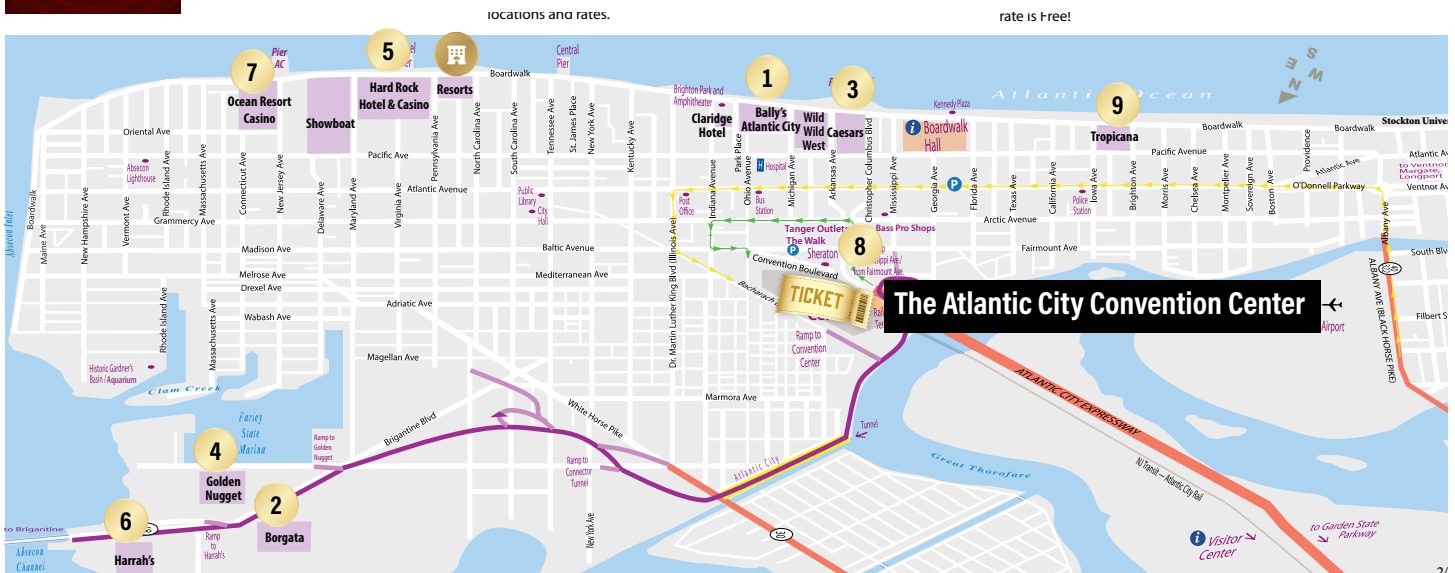 locations and rates.
rate is Free!
Pier
AC
7
5
1
3
9
Ocean Resort
Casino
Showboat
Hard Rock
Hotel & Casino
Resorts
Boardwalk
Central
Pier
Brighton Park and
Amphitheater
Claridge
Hotel
Bally's
Atlantic City
Wild
Wild
West
Caesars
Kennedy Plaza
i Boardwalk
Hall
Atlantic Ocean
Tropicana
Boardwalk
Boardwalk
Stockton Univer
N
E
S
W
Oriental Ave
Pacific Ave
Pacific Ave
Atlantic Avenue
Atlantic Ave
Atlantic Av
to Ventnor
Margate,
Longport
Ventnor Av
O'Donnell Parkway
Absecon
Lighthouse
Absecon Inlet
Boardwalk
Maine Ave
New Hampshire Ave
Vermont Ave
Rhode Island Ave
Massachusetts Ave
Connecticut Ave
New Jersey Ave
Delaware Ave
Maryland Ave
Virginia Ave
Pennsylvania Ave
North Carolina Ave
South Carolina Ave
Tennessee Ave
St. James Place
New York Ave
Kentucky Ave
Dr. Martin Luther King Blvd (Illinois Ave)
Indiana Avenue
Park Place
Ohio Avenue
H Hospital
Michigan Ave
Arkansas Ave
Christopher Columbus Blvd
Mississippi Ave
Georgia Ave
P
Florida Ave
Texas Ave
California Ave
Police
Station
Iowa Ave
Brighton Ave
Morris Ave
Chelsea Ave
Montpelier Ave
Sovereign Ave
Boston Ave
Providence
Albany Ave
Public
Library
City
Hall
Post
Office
Bus
Station
Grammercy Ave
Arctic Avenue
Madison Ave
Baltic Avenue
Fairmount Ave
South Blv
Melrose Ave
Drexel Ave
Mediterranean Ave
Tanger Outlets
The Walk
P
Sheraton
8
Bass Pro Shops
from Fairmount Ave.
Convention Boulevard
Bacharach
TICKET
The Atlantic City Convention Center
Airport
40
322
ALBANY AVE (BLACK HORSE PIKE)
Filbert S
Adriatic Ave
Wabash Ave
Rhode Island Ave
Massachusetts Ave
Magellan Ave
Ramp to
Convention
Center
Historic Gardner's
Basin / Aquarium
Clam Creek
Marmora Ave
ATLANTIC CITY EXPRESSWAY
Farley
State
Marina
Brigantine Blvd
White Horse Pike
Tunnel
4
Golden
Nugget
Ramp to
Golden
Nugget
Ramp to
Connector
Tunnel
Atlantic City
Great Thorofare
NJ Transit – Atlantic City Rail
2
Borgata
6
Harrah's
Ramp
to
Harrah's
to Brigantine
Absecon
Channel
New York Ave
30
i Visitor
Center
to Garden State
Parkway